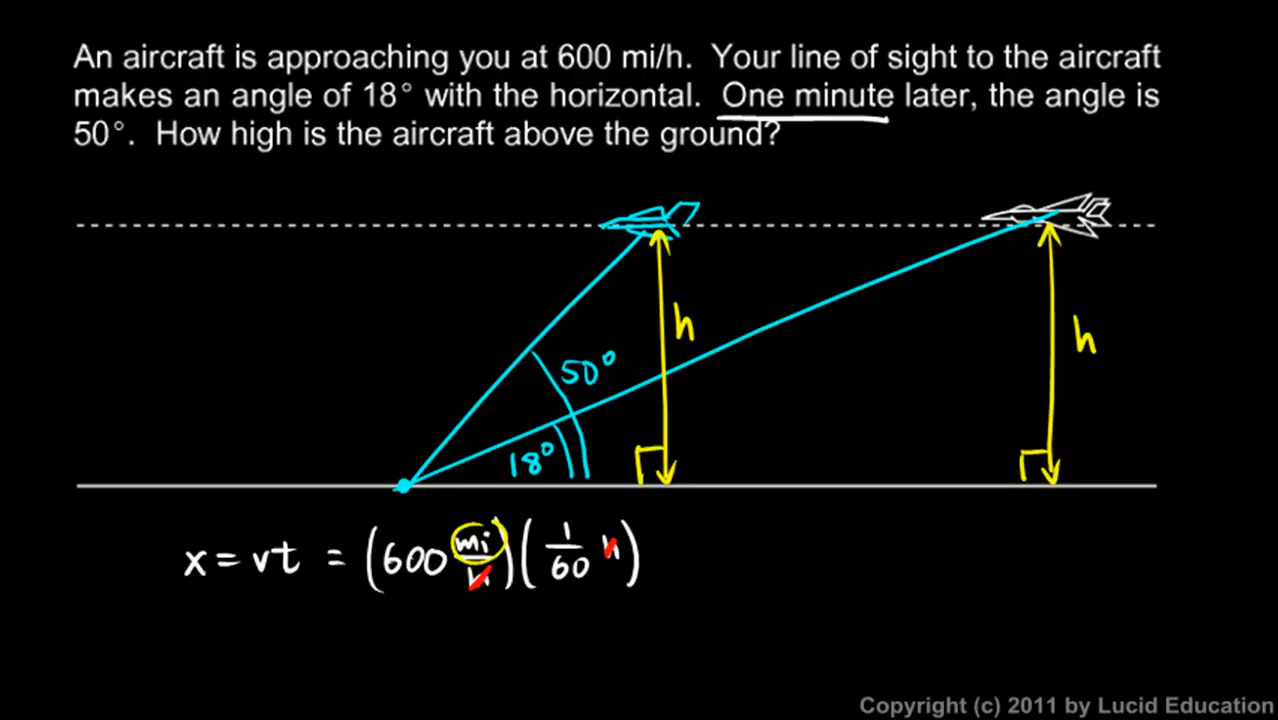 An aircraft is approaching you at 600 mi/h. Your line of sight to the aircraft
makes an angle of 18° with the horizontal. One minute later, the angle is
50°. How high is the aircraft above the ground?
h
h
50°
18°
x = vt = (600 mi/h)(1/60 h)
Copyright (c) 2011 by Lucid Education